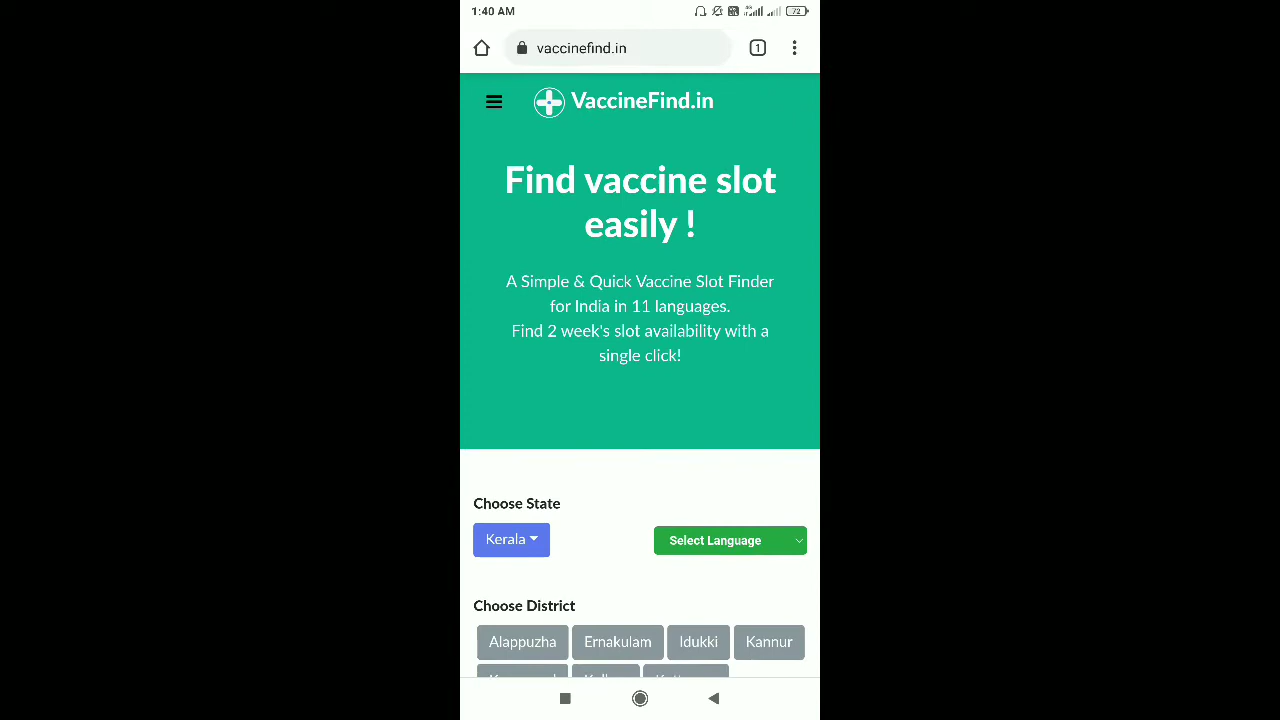 1:40 AM
72
vaccinefind.in
1
VaccineFind.in
Find vaccine slot
easily !
A Simple & Quick Vaccine Slot Finder
for India in 11 languages.
Find 2 week's slot availability with a
single click!
Choose State
Kerala
Select Language
Choose District
Alappuzha Ernakulam Idukki Kannur